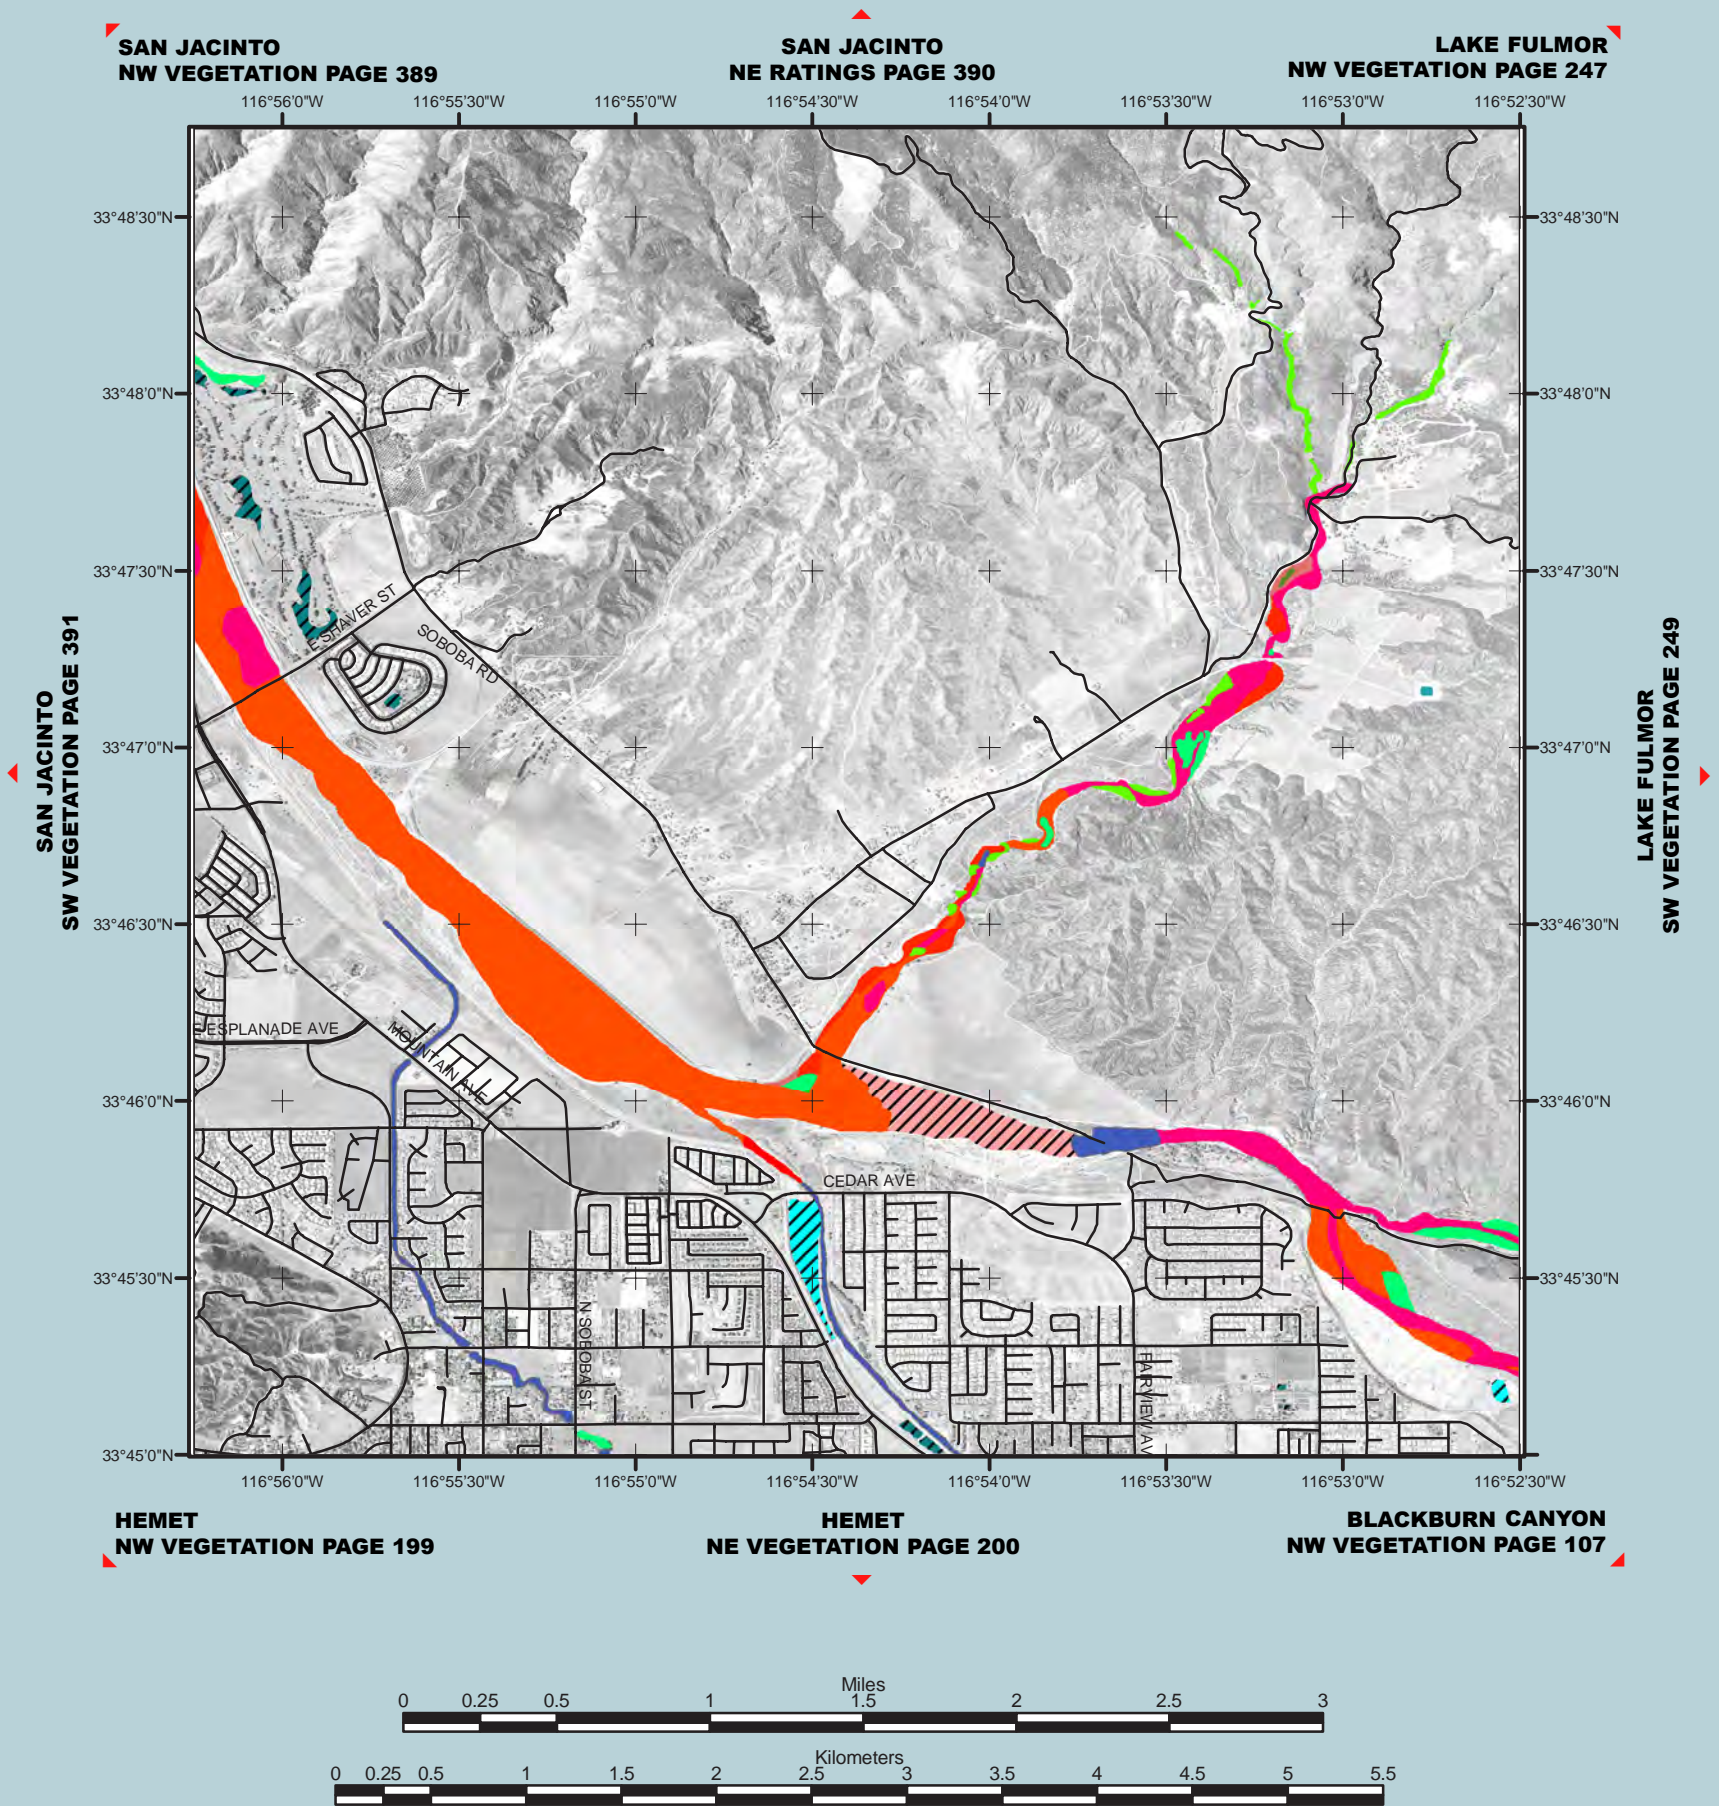 SAN JACINTO
NW VEGETATION PAGE 389
SAN JACINTO
NE RATINGS PAGE 390
LAKE FULMOR
NW VEGETATION PAGE 247
116°56'0"W
116°55'30"W
116°55'0"W
116°54'30"W
116°54'0"W
116°53'30"W
116°53'0"W
116°52'30"W
33°48'30"N
33°48'30"N
33°48'0"N
33°48'0"N
33°47'30"N
33°47'30"N
E SHAVER ST
SOBOBA RD
SAN JACINTO
SW VEGETATION PAGE 391
LAKE FULMOR
SW VEGETATION PAGE 249
33°47'0"N
33°47'0"N
33°46'30"N
33°46'30"N
E ESPLANADE AVE
MOUNTAIN AVE
33°46'0"N
33°46'0"N
CEDAR AVE
33°45'30"N
33°45'30"N
N SOBOBA ST
FAIRVIEW AV
33°45'0"N
33°45'0"N
116°56'0"W
116°55'30"W
116°55'0"W
116°54'30"W
116°54'0"W
116°53'30"W
116°53'0"W
116°52'30"W
HEMET
NW VEGETATION PAGE 199
HEMET
NE VEGETATION PAGE 200
BLACKBURN CANYON
NW VEGETATION PAGE 107
Miles
0 0.25 0.5 1 1.5 2 2.5 3
Kilometers
0 0.25 0.5 1 1.5 2 2.5 3 3.5 4 4.5 5 5.5